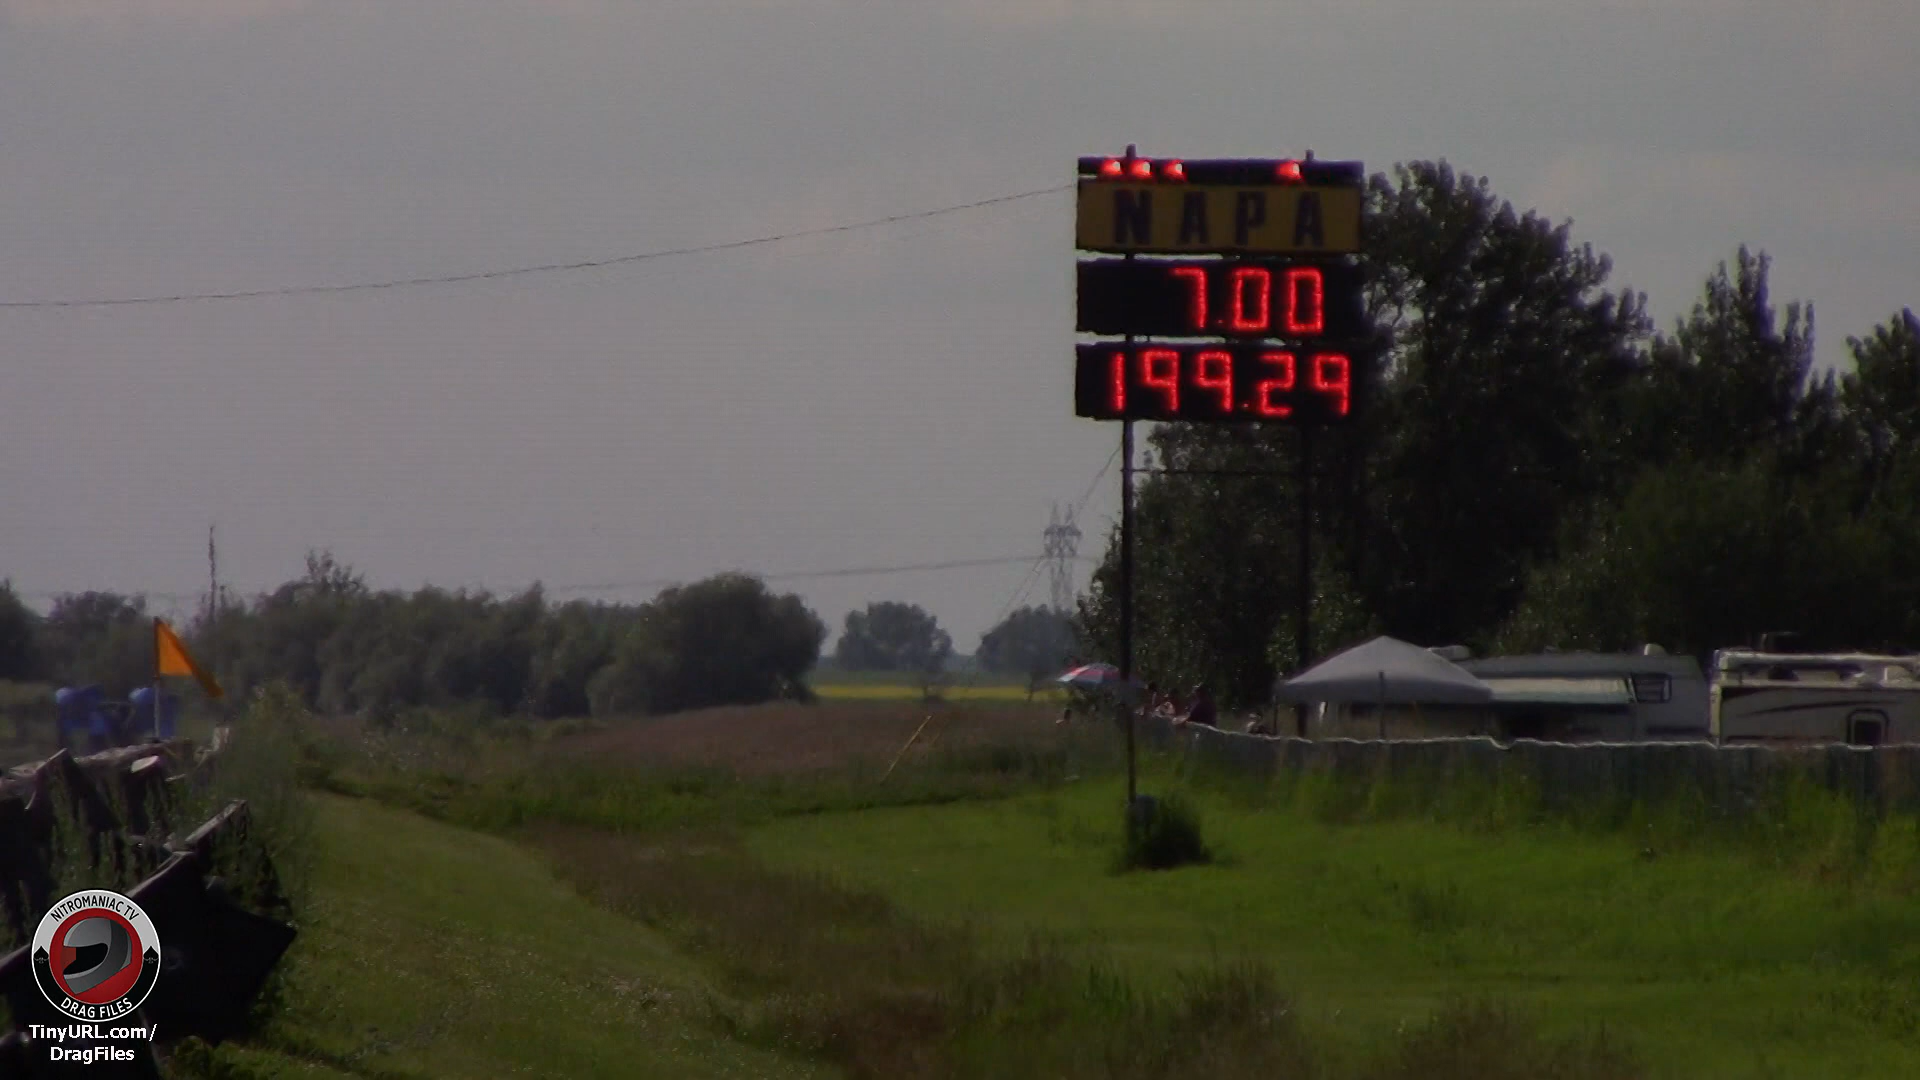 NAPA
7.00
199.29
NITROMANIAC TV
DRAG FILES
TinyURL.com/
DragFiles